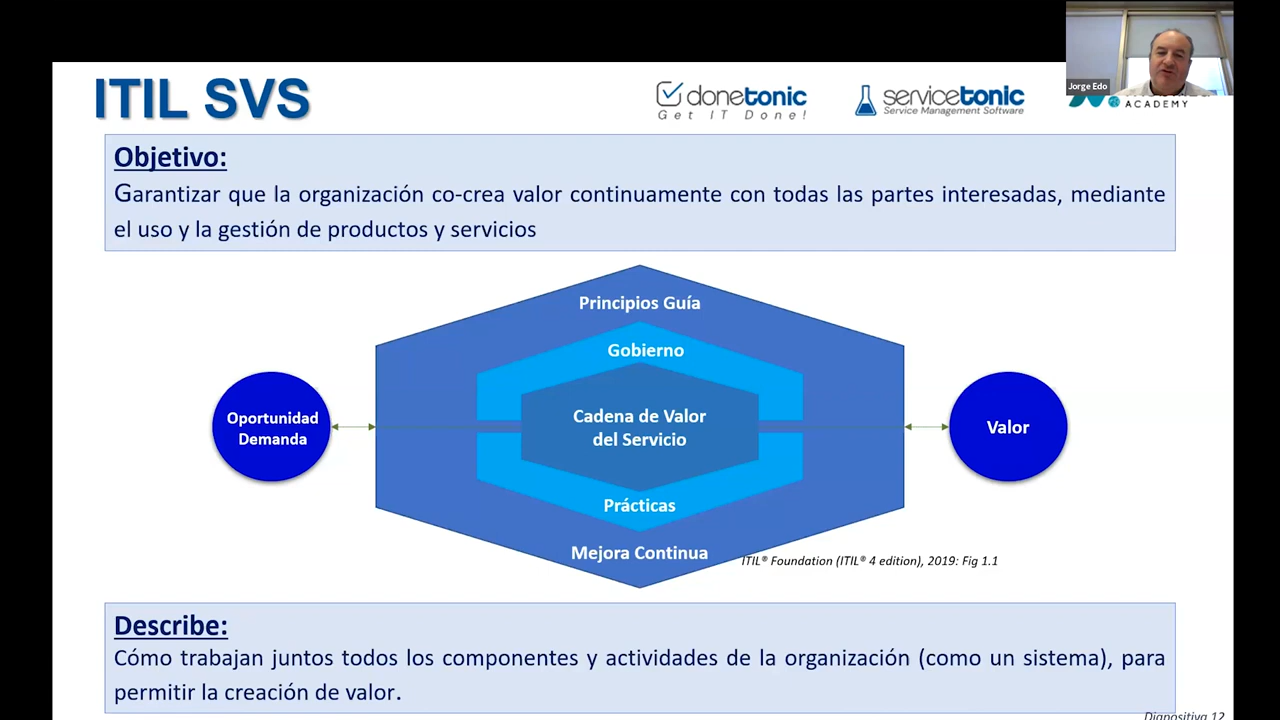 ITIL SVS
donetonic
Get IT Done!
servicetonic
Service Management Software
ACADEMY
Jorge Edo
Objetivo:
Garantizar que la organización co-crea valor continuamente con todas las partes interesadas, mediante
el uso y la gestión de productos y servicios
Principios Guía
Gobierno
Cadena de Valor
del Servicio
Oportunidad
Demanda
Valor
Prácticas
Mejora Continua
ITIL® Foundation (ITIL® 4 edition), 2019: Fig 1.1
Describe:
Cómo trabajan juntos todos los componentes y actividades de la organización (como un sistema), para
permitir la creación de valor.
Diapositiva 12